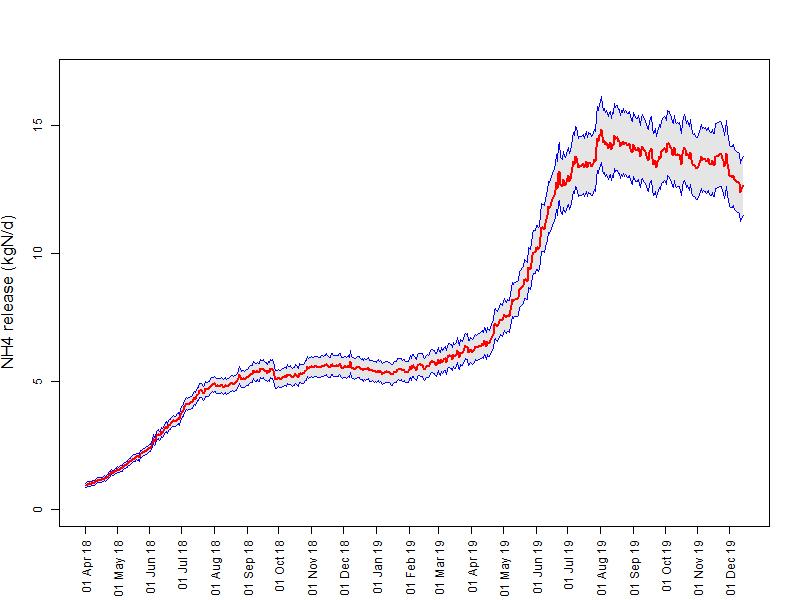 NH4 release (kgN/d)
15
10
5
0
01 Apr 18
01 May 18
01 Jun 18
01 Jul 18
01 Aug 18
01 Sep 18
01 Oct 18
01 Nov 18
01 Dec 18
01 Jan 19
01 Feb 19
01 Mar 19
01 Apr 19
01 May 19
01 Jun 19
01 Jul 19
01 Aug 19
01 Sep 19
01 Oct 19
01 Nov 19
01 Dec 19